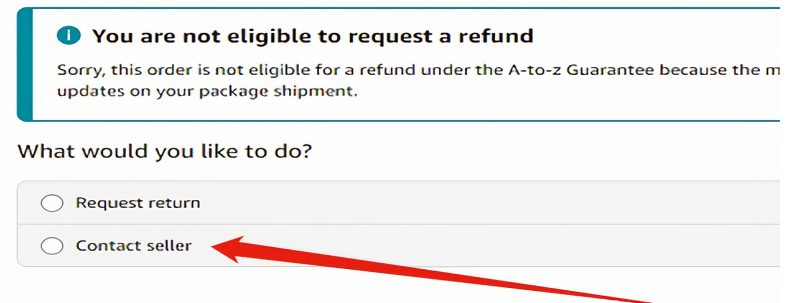 You are not eligible to request a refund
Sorry, this order is not eligible for a refund under the A-to-z Guarantee because the m
updates on your package shipment.
What would you like to do?
Request return
Contact seller